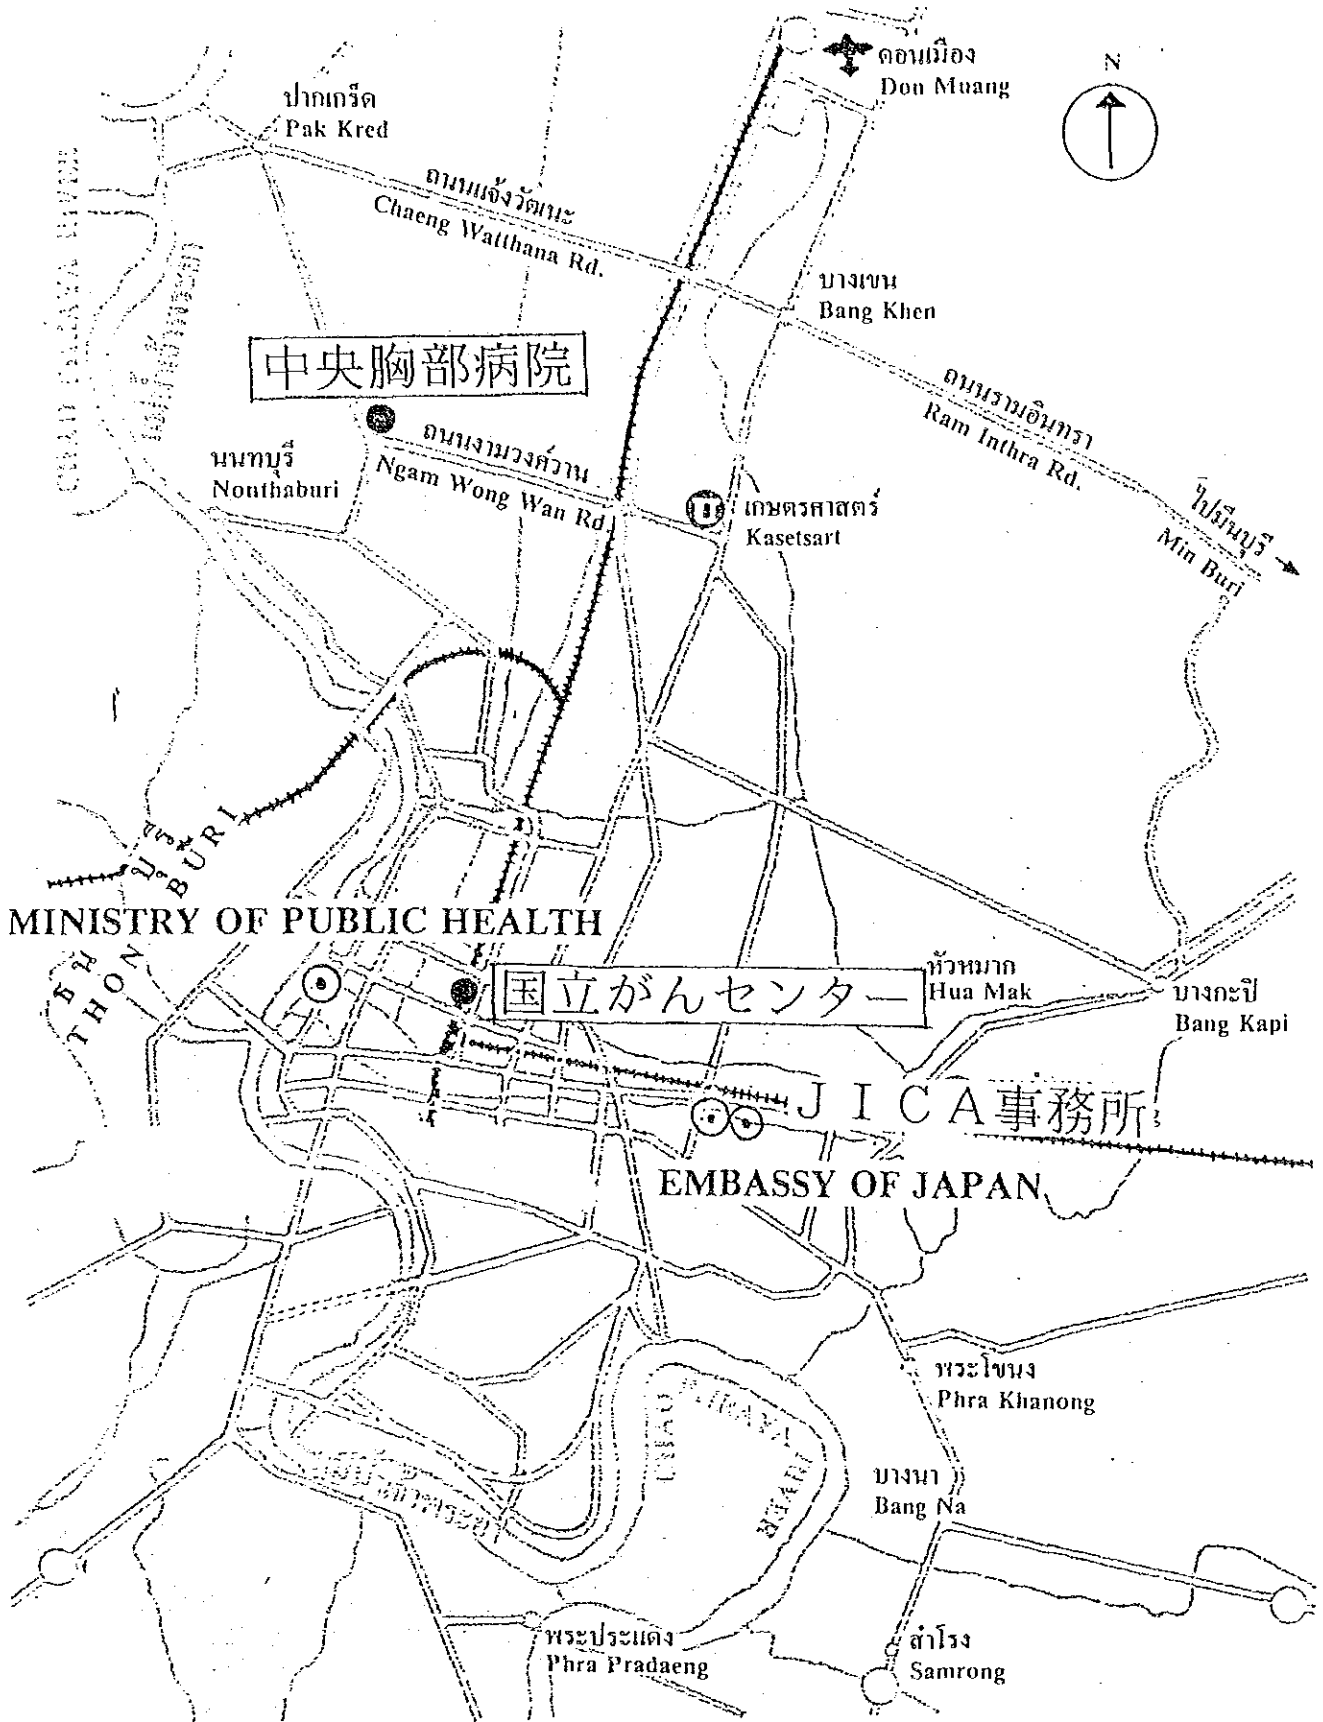 ดอนเมือง
Don Muang
N
ปากเกร็ด
Pak Kred
ถนนแจ้งวัฒนะ
Chaeng Watthana Rd.
บางเขน
Bang Khen
中央胸部病院
ถนนรามอินทรา
Ram Inthra Rd.
ถนนงามวงศ์วาน
Ngam Wong Wan Rd.
นนทบุรี
Nonthaburi
เกษตรศาสตร์
Kasetsart
ไปมีนบุรี
Min Buri
THON BURI
MINISTRY OF PUBLIC HEALTH
国立がんセンター
หัวหมาก
Hua Mak
บางกะปิ
Bang Kapi
JICA事務所
EMBASSY OF JAPAN
พระโขนง
Phra Khanong
CHAO PHRAYA RIVER
บางนา
Bang Na
พระประแดง
Phra Pradaeng
สำโรง
Samrong